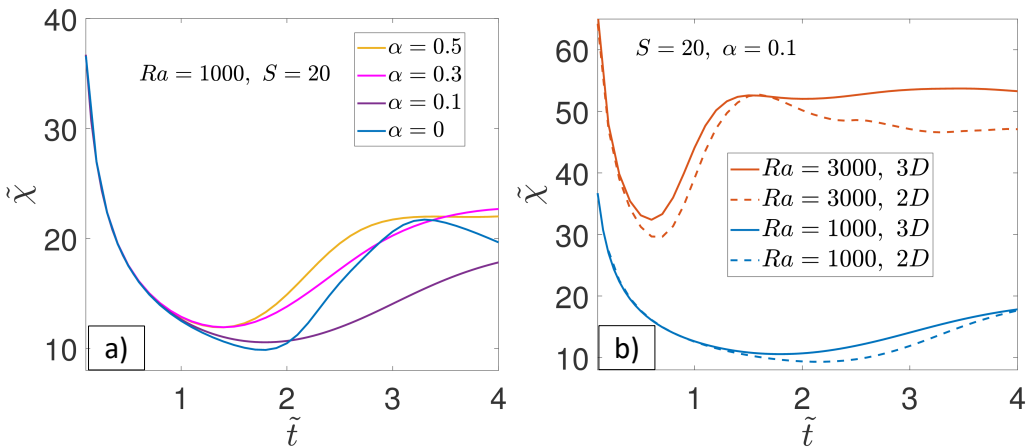 40
30
20
10
1
2
3
4
χ̃
t̃
Ra = 1000, S = 20
α = 0.5
α = 0.3
α = 0.1
α = 0
a)
60
50
40
30
20
10
1
2
3
4
χ̃
t̃
S = 20, α = 0.1
Ra = 3000, 3D
Ra = 3000, 2D
Ra = 1000, 3D
Ra = 1000, 2D
b)